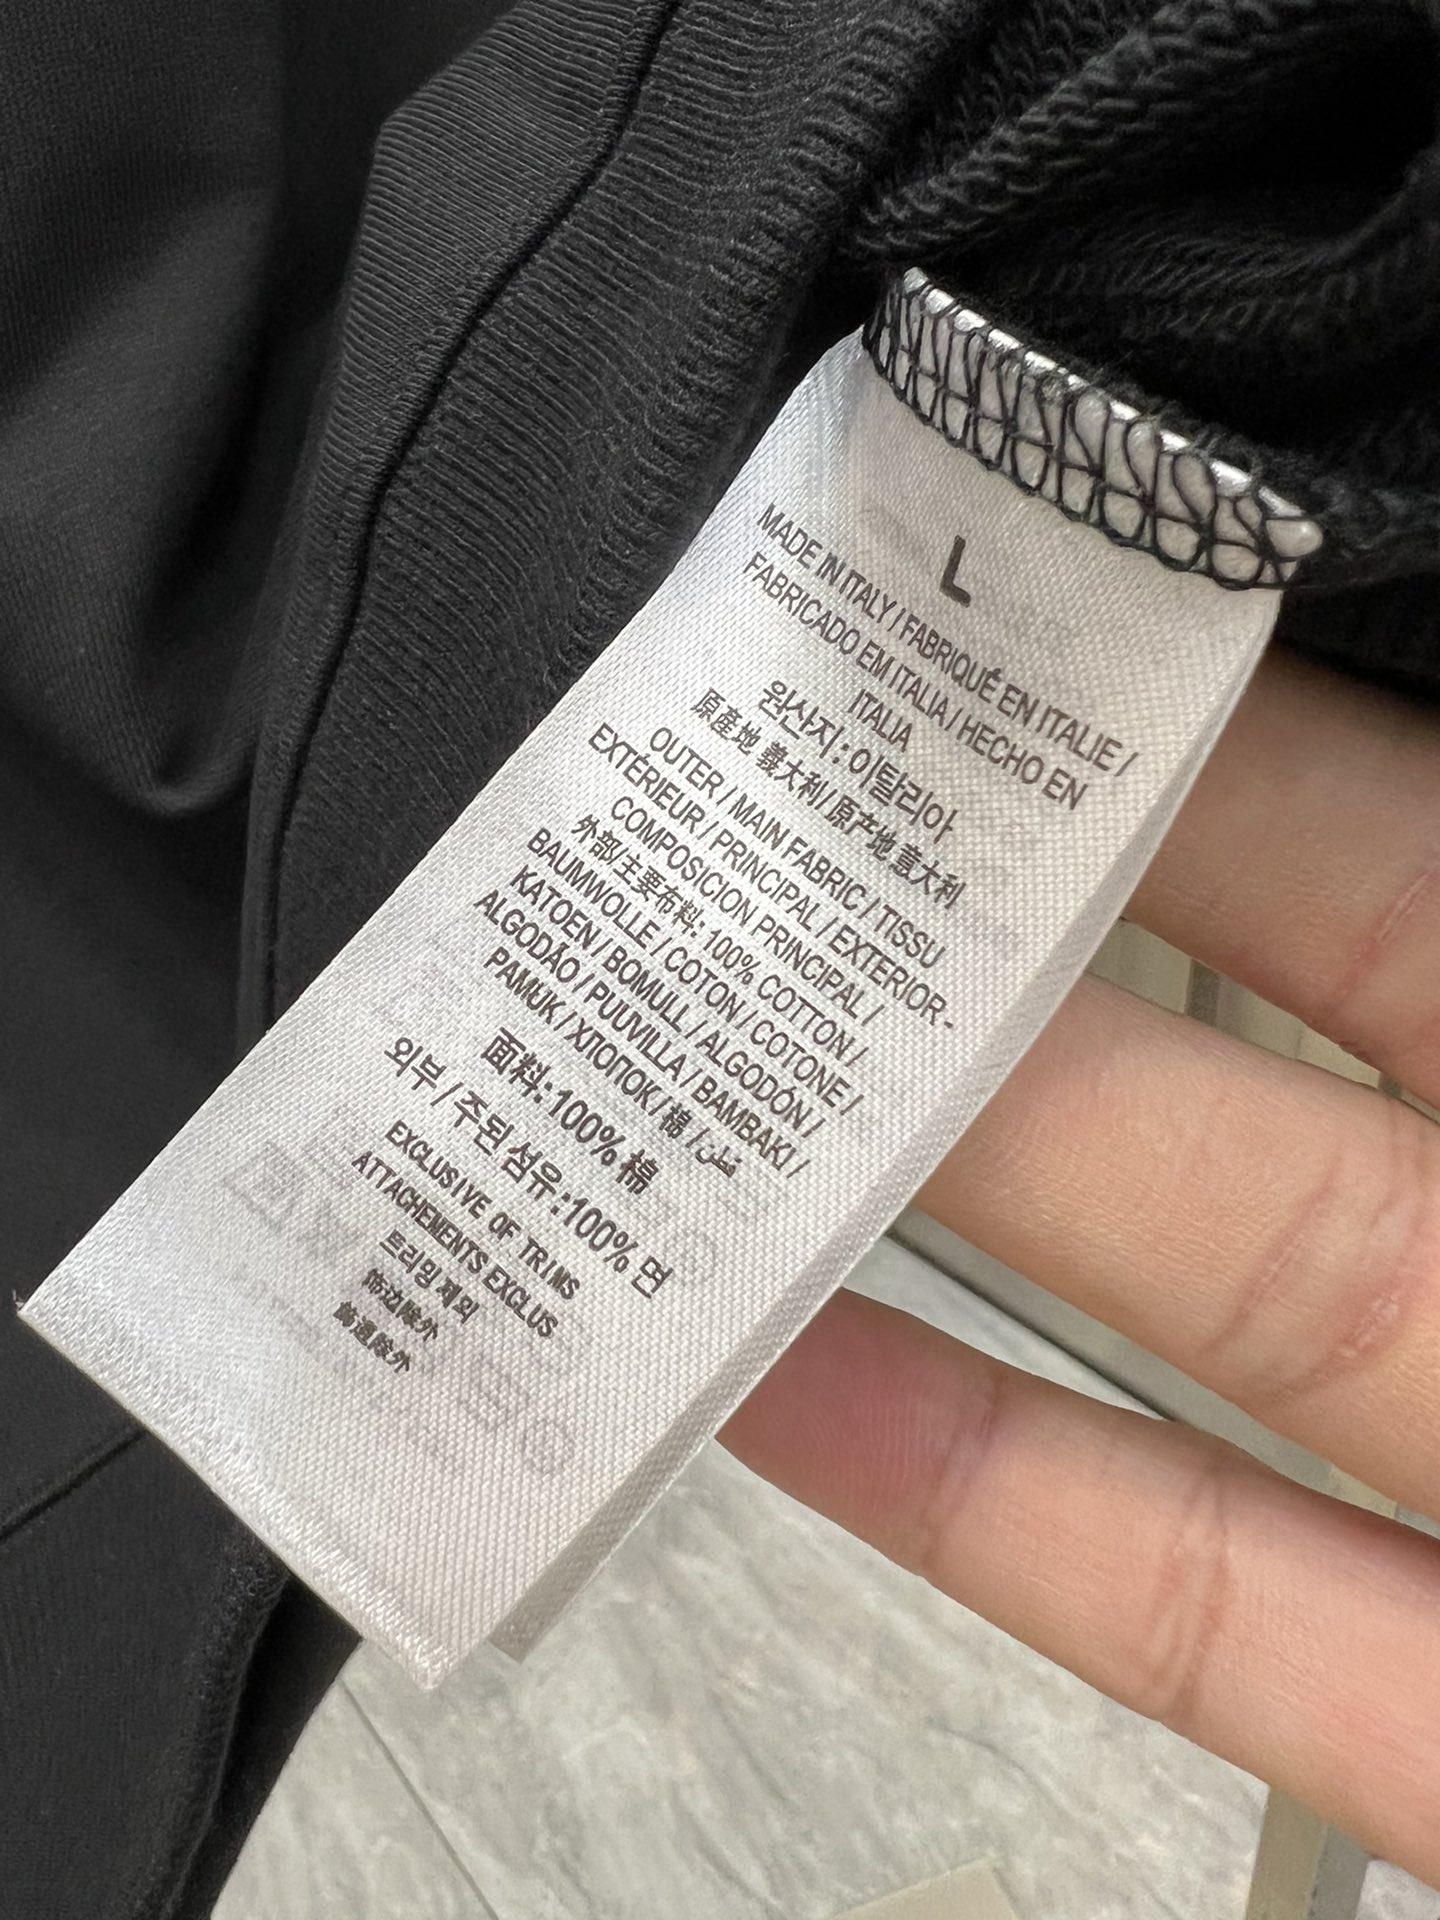 L
MADE IN ITALY / FABRIQUÉ EN ITALIE /
FABRICADO EM ITALIA / HECHO EN
ITALIA
원산지 : 이탈리아
原產地 義大利/ 原产地 意大利
OUTER / MAIN FABRIC / TISSU
EXTÉRIEUR / PRINCIPAL / EXTERIOR -
COMPOSICION PRINCIPAL /
外部/主要布料: 100% COTTON /
BAUMWOLLE / COTON / COTONE /
KATOEN / BOMULL / ALGODÓN /
ALGODÃO / PUUVILLA / BAMBAKI /
PAMUK / ХЛОПОК / 棉 / قطن
面料: 100% 棉
외부 / 주된 섬유 :100% 면
EXCLUSIVE OF TRIMS
ATTACHEMENTS EXCLUS
트리밍 제외
饰边除外
飾邊除外